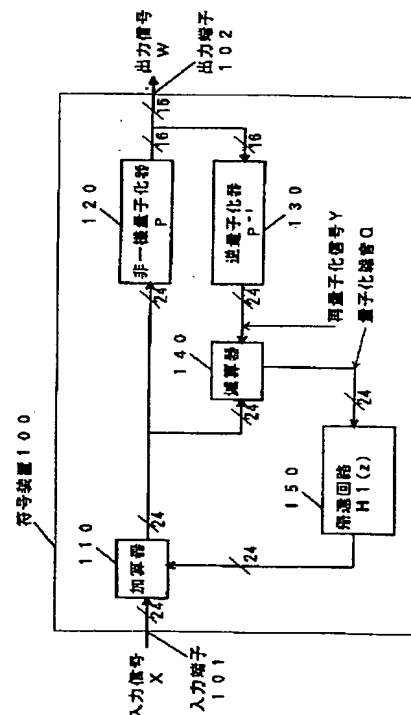 符号装置100
入力信号
X
入力端子
101
24
110
加算器
24
24
120
非一様量子化器
P
16
16
出力信号
W
出力端子
102
24
140
減算器
24
16
130
逆量子化器
P⁻¹
再量子化信号Y
量子化雑音Q
24
150
帰還回路
H1(z)
24